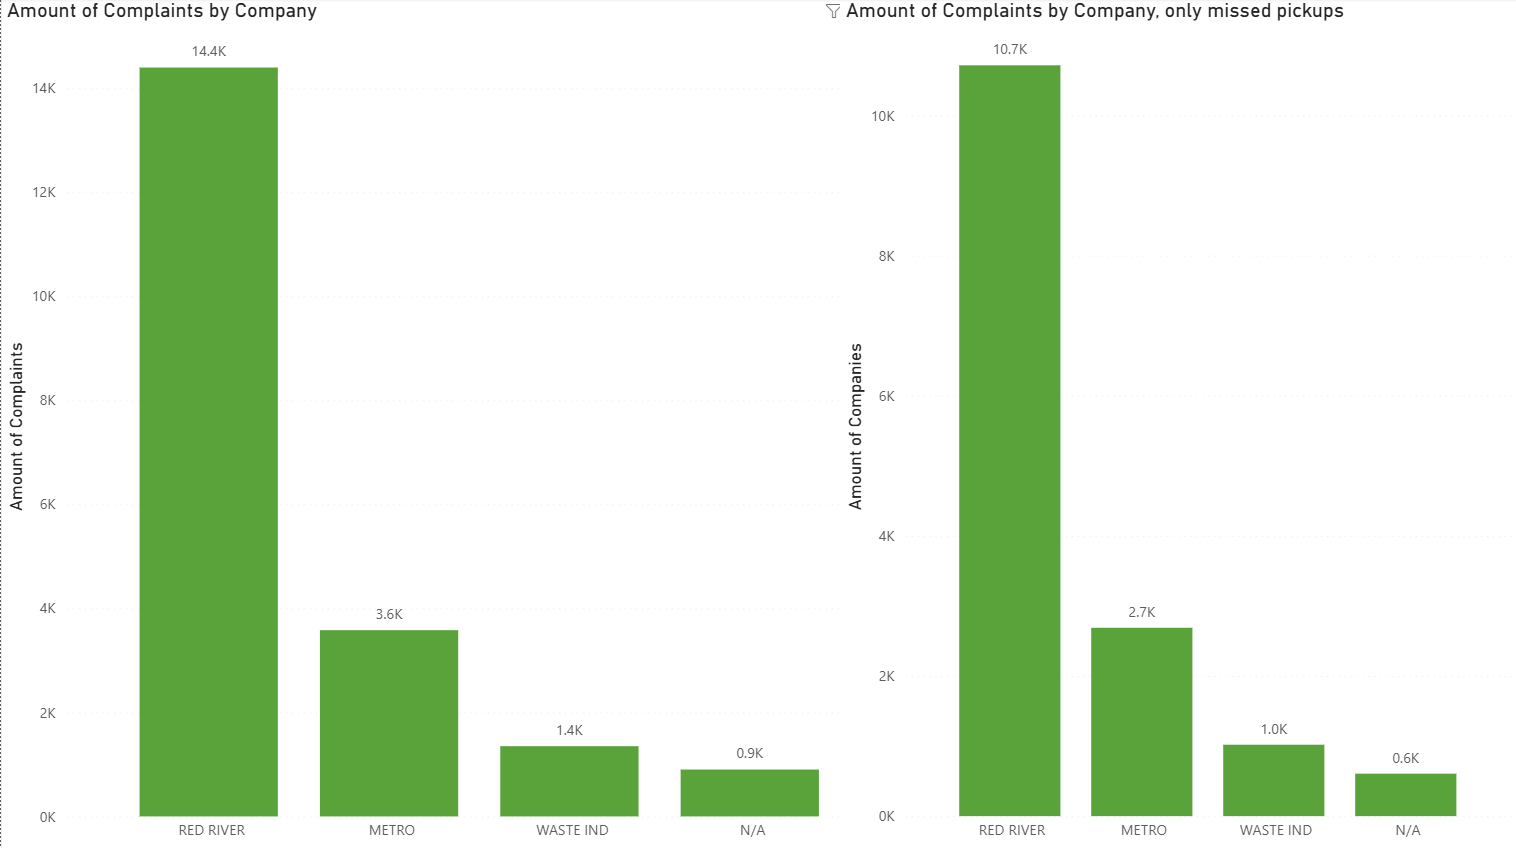 Amount of Complaints by Company
14.4K
14K
12K
10K
8K
6K
4K
2K
0K
Amount of Complaints
3.6K
1.4K
0.9K
RED RIVER
METRO
WASTE IND
N/A
Amount of Complaints by Company, only missed pickups
10.7K
10K
8K
6K
4K
2K
0K
Amount of Companies
2.7K
1.0K
0.6K
RED RIVER
METRO
WASTE IND
N/A